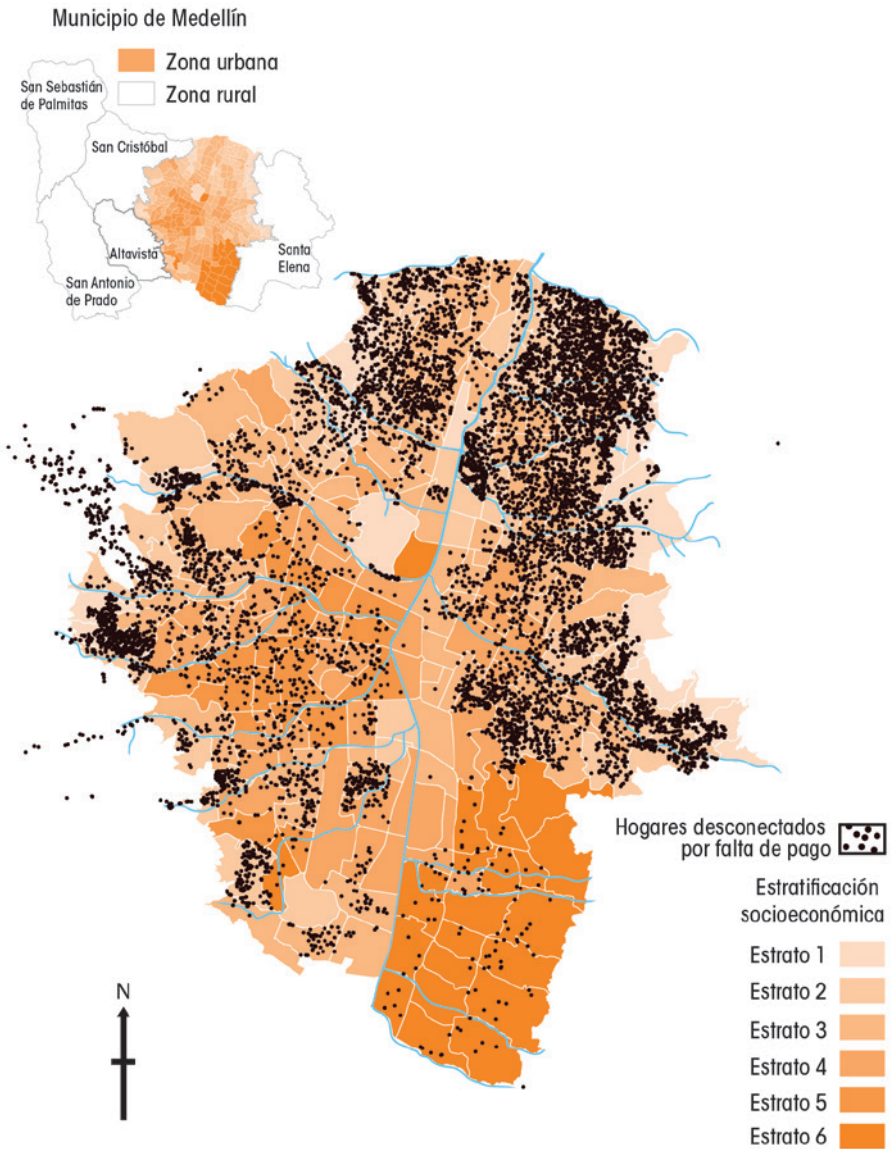 Municipio de Medellín
Zona urbana
Zona rural
San Sebastián
de Palmitas
San Cristóbal
Altavista
Santa
Elena
San Antonio
de Prado
Hogares desconectados
por falta de pago
Estratificación
socioeconómica
Estrato 1
Estrato 2
Estrato 3
Estrato 4
Estrato 5
Estrato 6
N